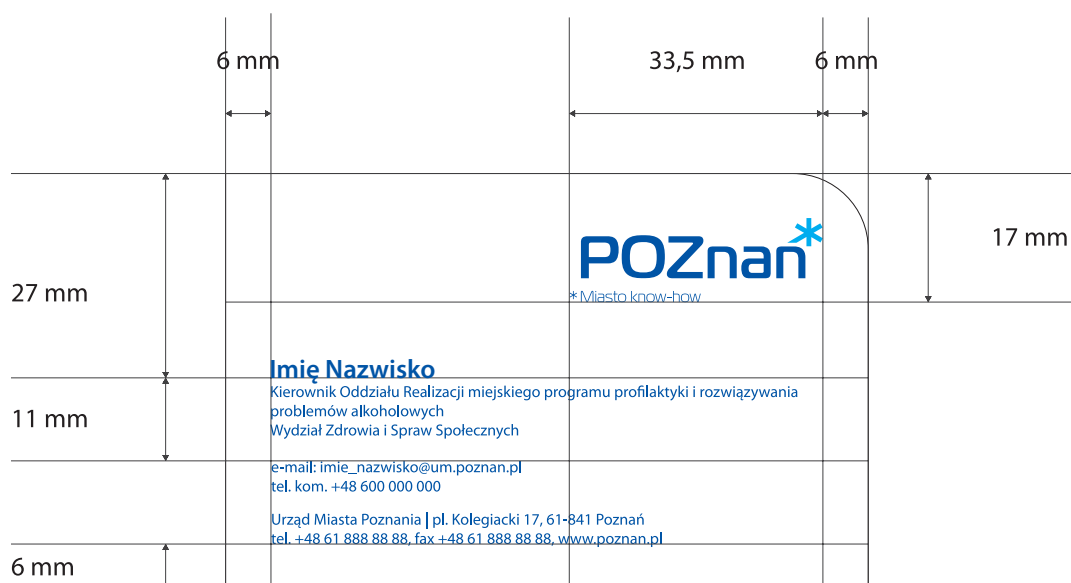 6 mm
33,5 mm
6 mm
17 mm
POZnan*
* Miasto know-how
27 mm
Imię Nazwisko
Kierownik Oddziału Realizacji miejskiego programu profilaktyki i rozwiązywania
problemów alkoholowych
Wydział Zdrowia i Spraw Społecznych
11 mm
e-mail: imie_nazwisko@um.poznan.pl
tel. kom. +48 600 000 000
Urząd Miasta Poznania | pl. Kolegiacki 17, 61-841 Poznań
tel. +48 61 888 88 88, fax +48 61 888 88 88, www.poznan.pl
6 mm